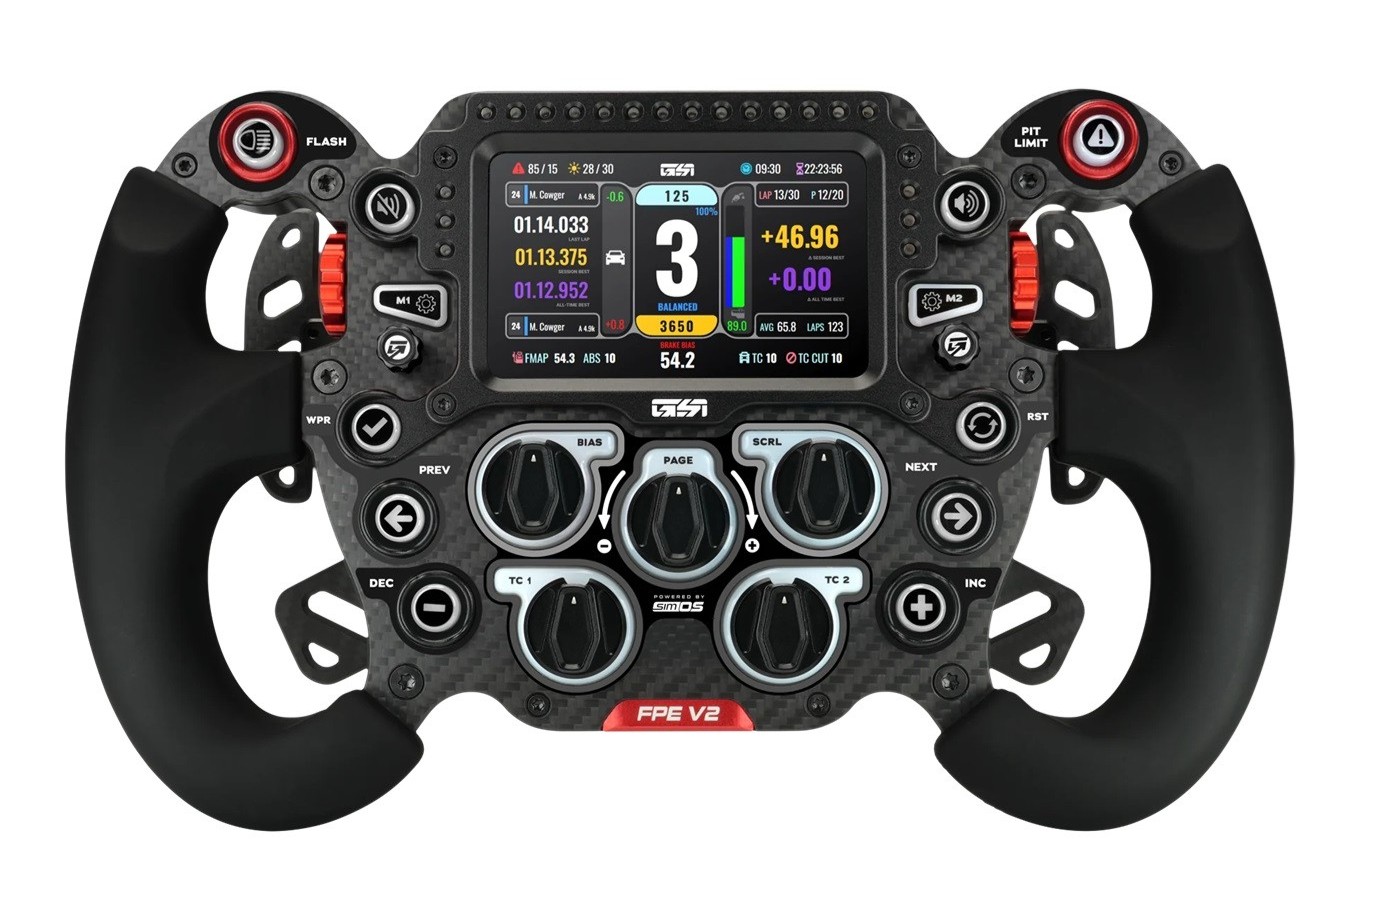 FLASH
PIT
LIMIT
85 / 15
28 / 30
GSI
09:30
22:23:56
24 M. Cowger A 4.9k
-0.6
125
100%
LAP 13/30 P 12/20
01.14.033
LAST LAP
01.13.375
SESSION BEST
01.12.952
ALL-TIME BEST
3
BALANCED
+46.96
Δ SESSION BEST
+0.00
Δ ALL TIME BEST
24 M. Cowger A 4.9k
+0.8
3650
89.0
AVG 65.8 LAPS 123
FMAP 54.3 ABS 10
BRAKE BIAS
54.2
TC 10 TC CUT 10
M1
M2
GSI
WPR
RST
BIAS
PAGE
SCRL
PREV
NEXT
DEC
INC
TC 1
TC 2
POWERED BY
SIMOS
FPE V2